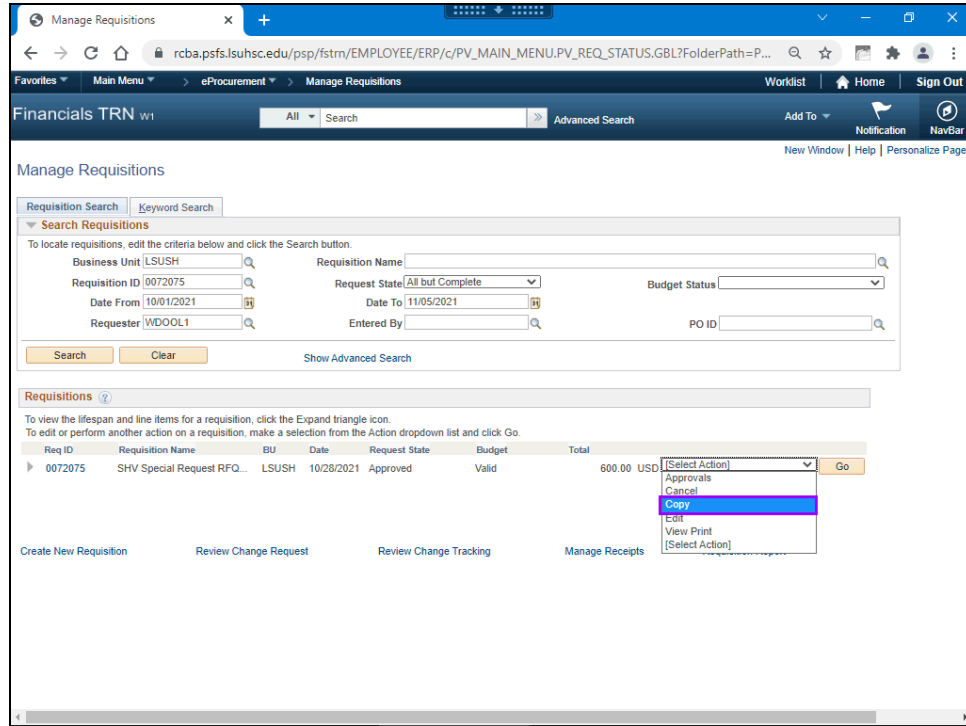 Manage Requisitions
rcba.psfs.lsuhsc.edu/psp/fstrn/EMPLOYEE/ERP/c/PV_MAIN_MENU.PV_REQ_STATUS.GBL?FolderPath=P...
Favorites Main Menu > eProcurement > Manage Requisitions Worklist Home Sign Out
Financials TRN W1 All Search » Advanced Search Add To Notification NavBar
New Window | Help | Personalize Page
Manage Requisitions
Requisition Search Keyword Search
Search Requisitions
To locate requisitions, edit the criteria below and click the Search button.
Business Unit LSUSH Requisition Name
Requisition ID 0072075 Request State All but Complete Budget Status
Date From 10/01/2021 Date To 11/05/2021
Requester WDOOL1 Entered By PO ID
Search Clear Show Advanced Search
Requisitions ?
To view the lifespan and line items for a requisition, click the Expand triangle icon.
To edit or perform another action on a requisition, make a selection from the Action dropdown list and click Go.
Req ID Requisition Name BU Date Request State Budget Total
0072075 SHV Special Request RFQ... LSUSH 10/28/2021 Approved Valid 600.00 USD [Select Action] Go
Approvals
Cancel
Copy
Edit
View Print
[Select Action]
Create New Requisition Review Change Request Review Change Tracking Manage Receipts